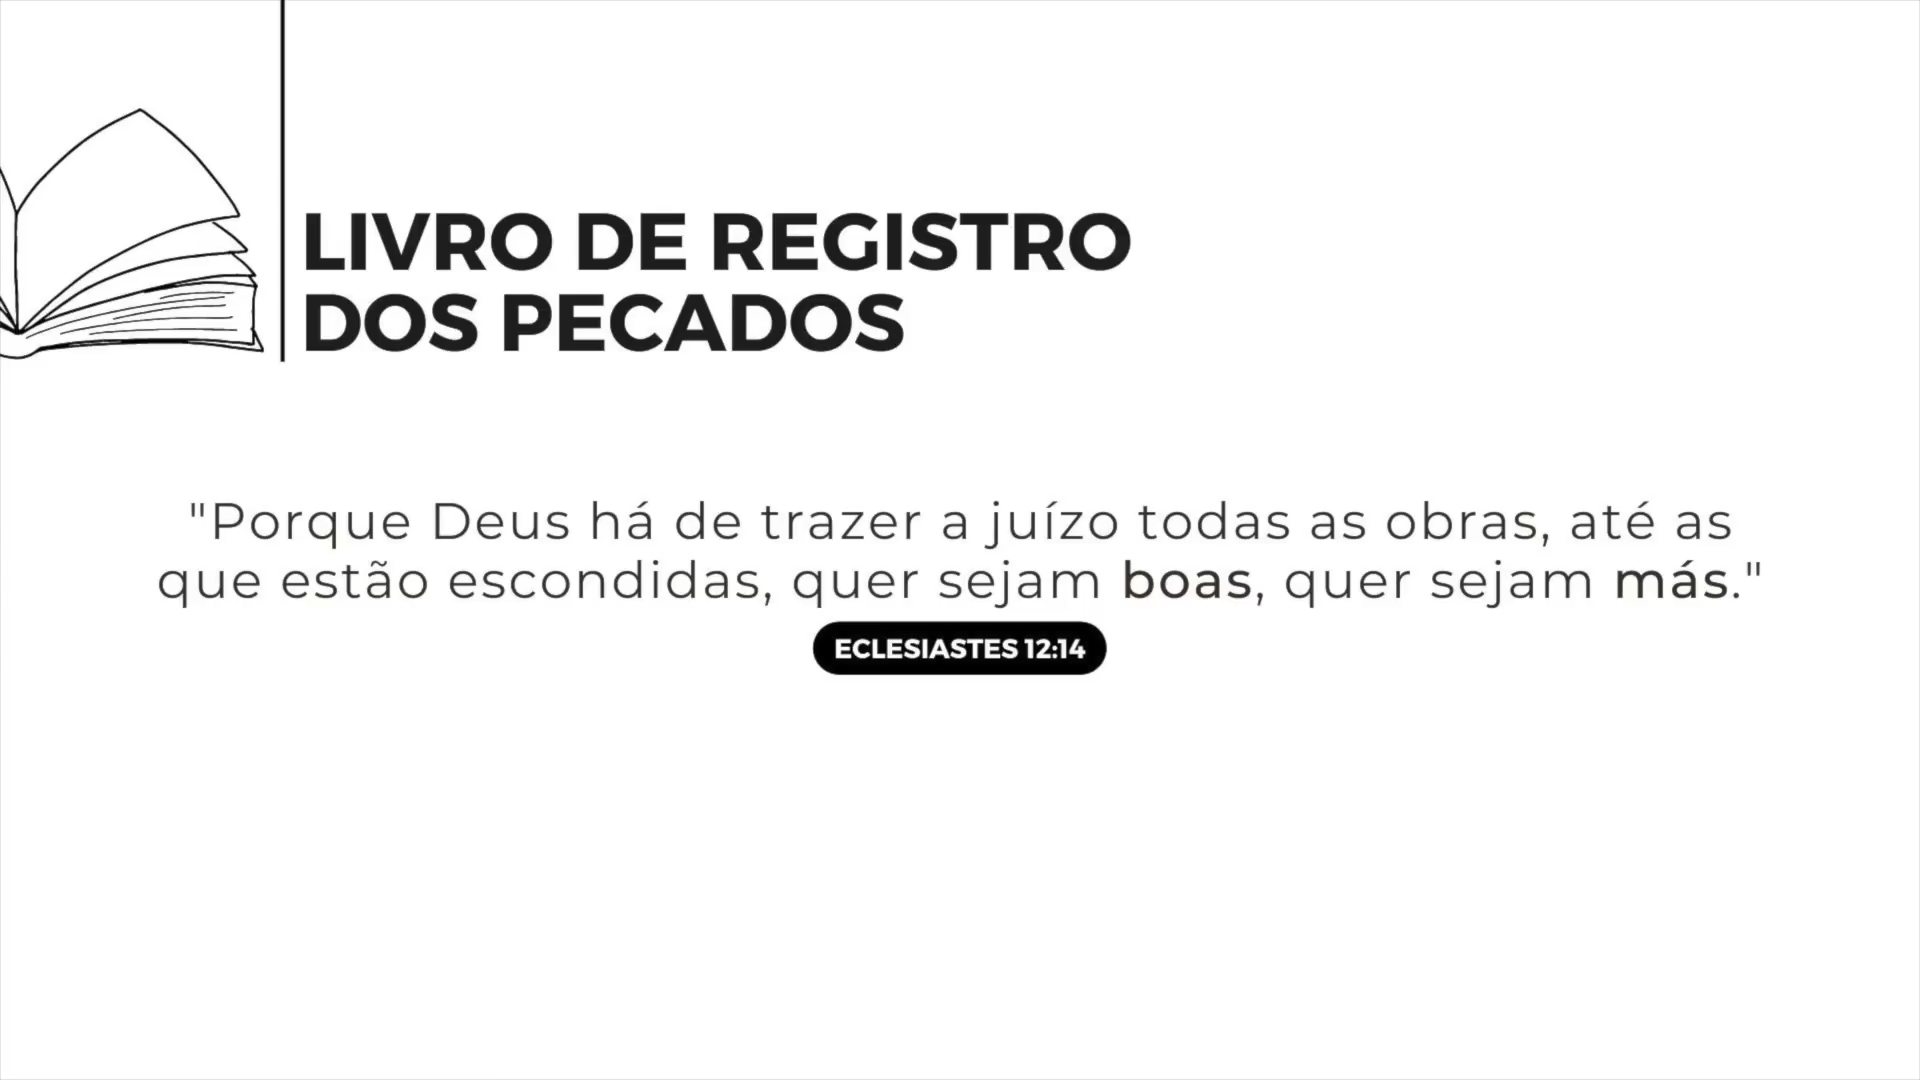 LIVRO DE REGISTRO
DOS PECADOS
"Porque Deus há de trazer a juízo todas as obras, até as
que estão escondidas, quer sejam boas, quer sejam más."
ECLESIASTES 12:14